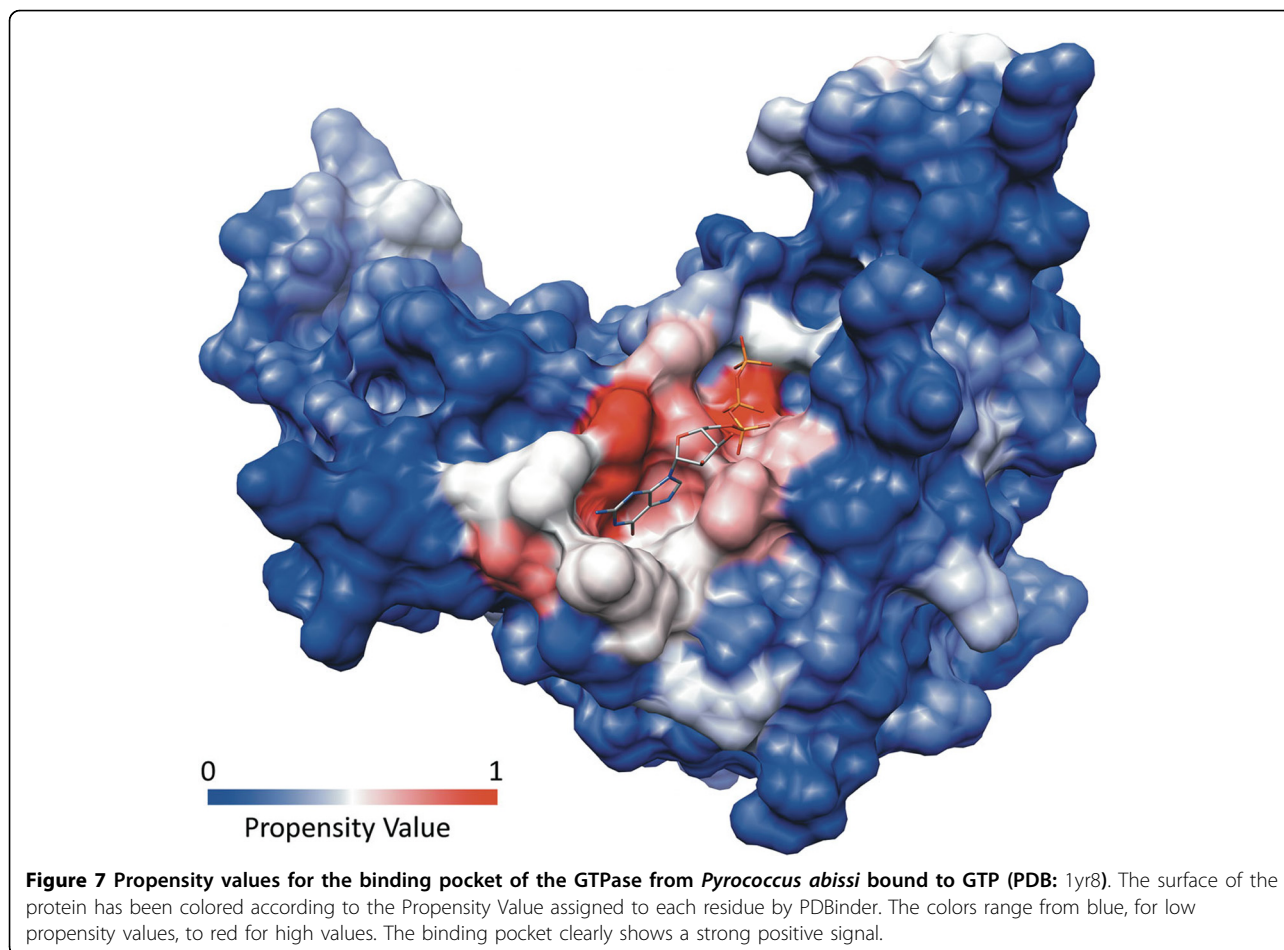 0 1
Propensity Value
Figure 7 Propensity values for the binding pocket of the GTPase from Pyrococcus abissi bound to GTP (PDB: 1yr8). The surface of the
protein has been colored according to the Propensity Value assigned to each residue by PDBinder. The colors range from blue, for low
propensity values, to red for high values. The binding pocket clearly shows a strong positive signal.